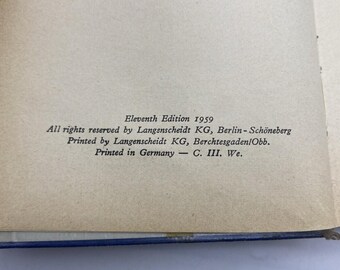 Eleventh Edition 1959
All rights reserved by Langenscheidt KG, Berlin-Schöneberg
Printed by Langenscheidt KG, Berchtesgaden/Obb.
Printed in Germany — C. III. We.